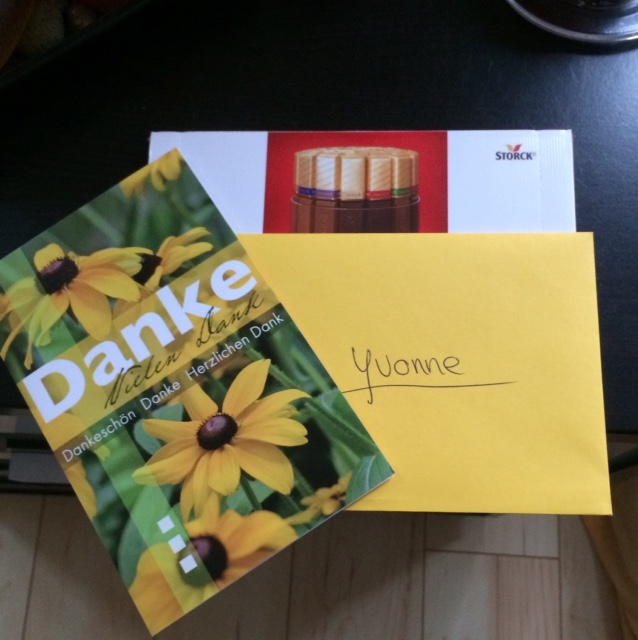 STORCK
Danke
Vielen Dank
Dankeschön Danke Herzlichen Dank
Yvonne